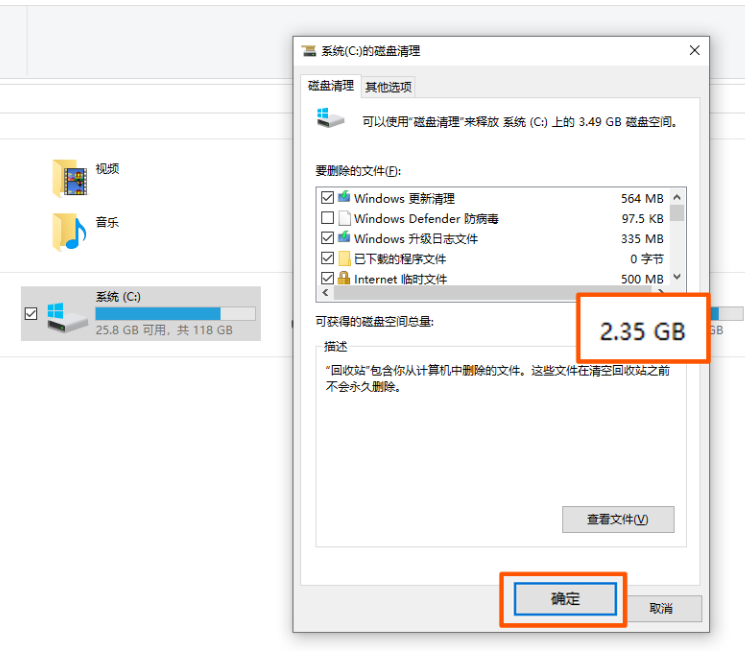 系统(C:)的磁盘清理
磁盘清理
其他选项
可以使用“磁盘清理”来释放 系统 (C:) 上的 3.49 GB 磁盘空间。
视频
要删除的文件(F):
Windows 更新清理 564 MB
Windows Defender 防病毒 97.5 KB
音乐
Windows 升级日志文件 335 MB
已下载的程序文件 0 字节
Internet 临时文件 500 MB
系统 (C:)
25.8 GB 可用，共 118 GB
可获得的磁盘空间总量:
2.35 GB
GB
描述
“回收站”包含你从计算机中删除的文件。这些文件在清空回收站之前
不会永久删除。
查看文件(V)
确定
取消